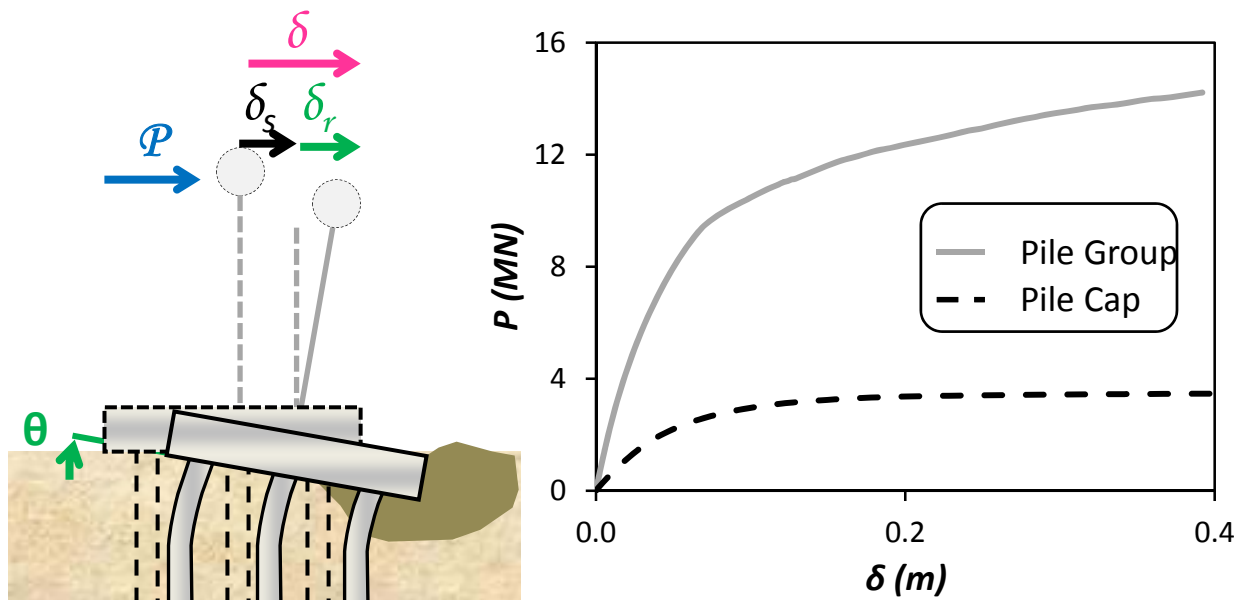 δ
δs
δr
𝒫
θ
16
12
8
4
0
P (MN)
Pile Group
Pile Cap
0.0
0.2
0.4
δ (m)